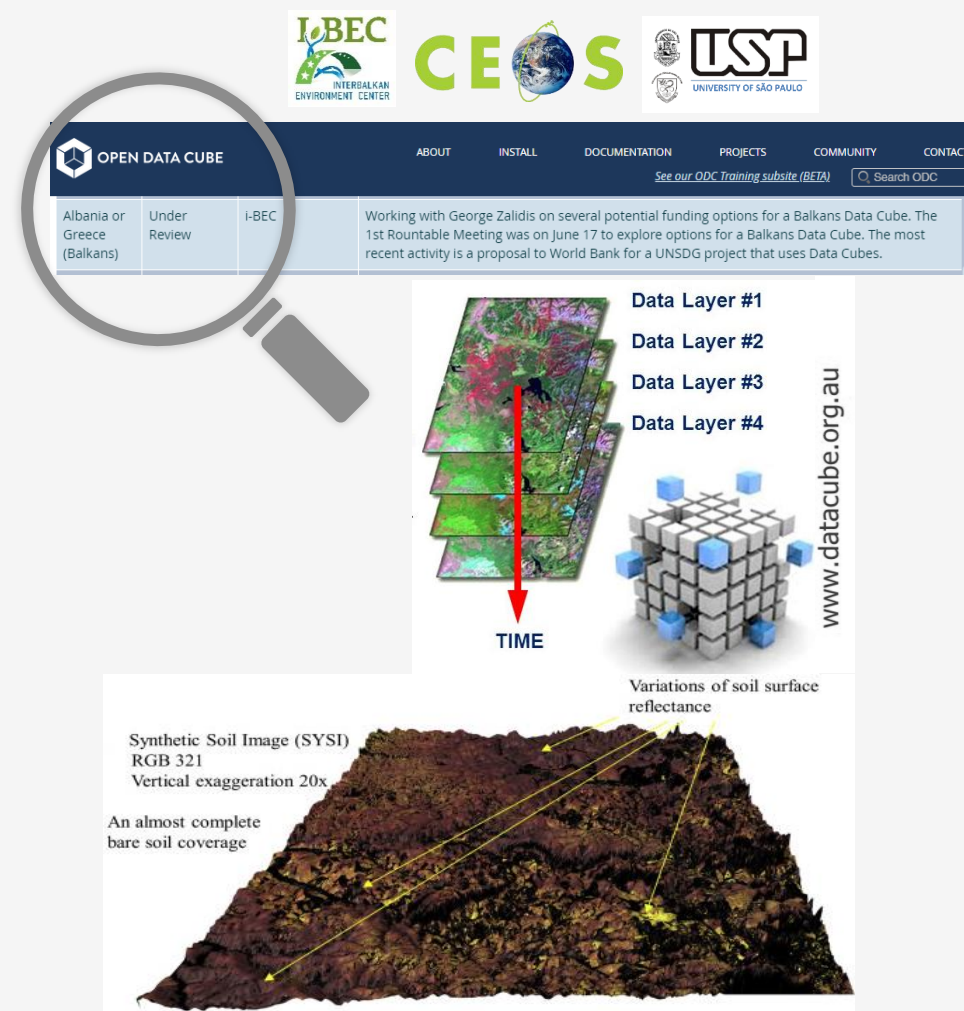 I-BEC
INTERBALKAN
ENVIRONMENT CENTER
CEOS
USP
UNIVERSITY OF SÃO PAULO
OPEN DATA CUBE
ABOUT INSTALL DOCUMENTATION PROJECTS COMMUNITY CONTAC
See our ODC Training subsite (BETA)
Search ODC
Albania or
Greece
(Balkans)
Under
Review
i-BEC
Working with George Zalidis on several potential funding options for a Balkans Data Cube. The
1st Rountable Meeting was on June 17 to explore options for a Balkans Data Cube. The most
recent activity is a proposal to World Bank for a UNSDG project that uses Data Cubes.
Data Layer #1
Data Layer #2
Data Layer #3
Data Layer #4
www.datacube.org.au
TIME
Variations of soil surface
reflectance
Synthetic Soil Image (SYSI)
RGB 321
Vertical exaggeration 20x
An almost complete
bare soil coverage